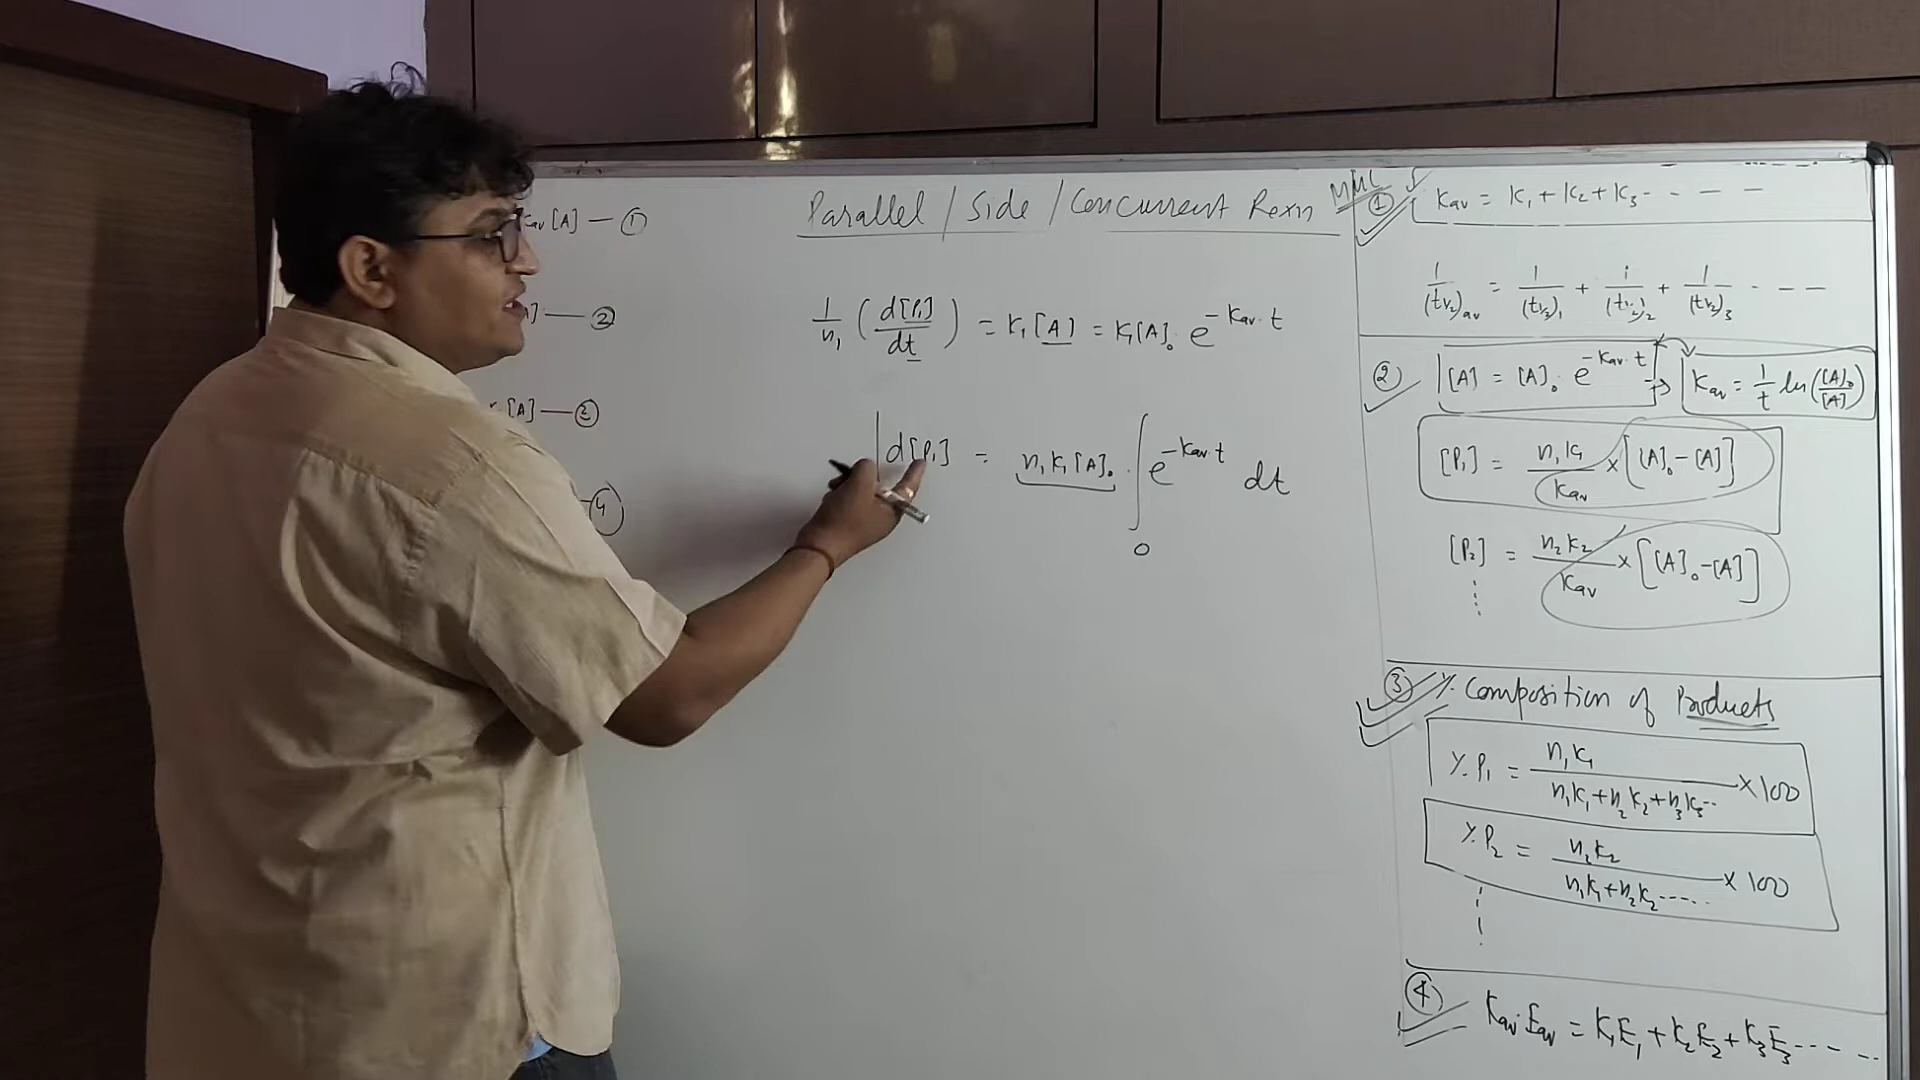 Kav[A] — ①
] — ②
[A] — ③
④
Parallel / Side / Concurrent Rexn
1/n₁ ( d[P₁]/dt ) = K₁[A] = K₁[A]₀ e^(-Kav·t)
d[P₁] = n₁K₁[A]₀ · ∫₀ e^(-Kav·t) dt
① Kav = K₁ + K₂ + K₃ - - - -
1/(t½)av = 1/(t½)₁ + 1/(t½)₂ + 1/(t½)₃ - - - -
② [A] = [A]₀ e^(-Kav·t) → Kav = 1/t ln([A]₀/[A])
[P₁] = n₁K₁/Kav × [[A]₀-[A]]
[P₂] = n₂K₂/Kav × [[A]₀-[A]]
③ % Composition of Products
%P₁ = n₁K₁/(n₁K₁+n₂K₂+n₃K₃--) × 100
%P₂ = n₂K₂/(n₁K₁+n₂K₂-----) × 100
④ Kav·Eav = K₁E₁ + K₂E₂ + K₃E₃ - - - - -